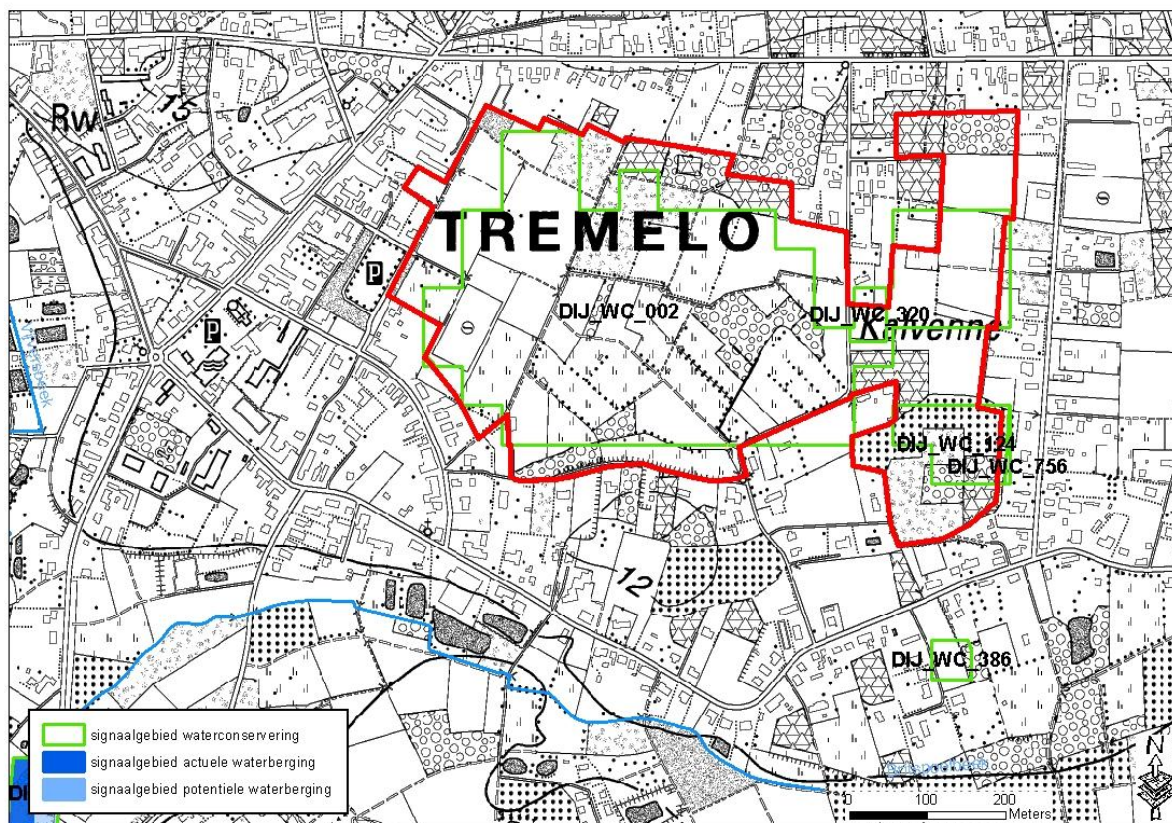 Rw
15
P
P
TREMELO
DIJ_WC_002
DIJ_WC_320
DIJ_WC_124
DIJ_WC_756
12
DIJ_WC_386
signaalgebied waterconservering
signaalgebied actuele waterberging
signaalgebied potentiele waterberging
DI
N
0 100 200
Meters